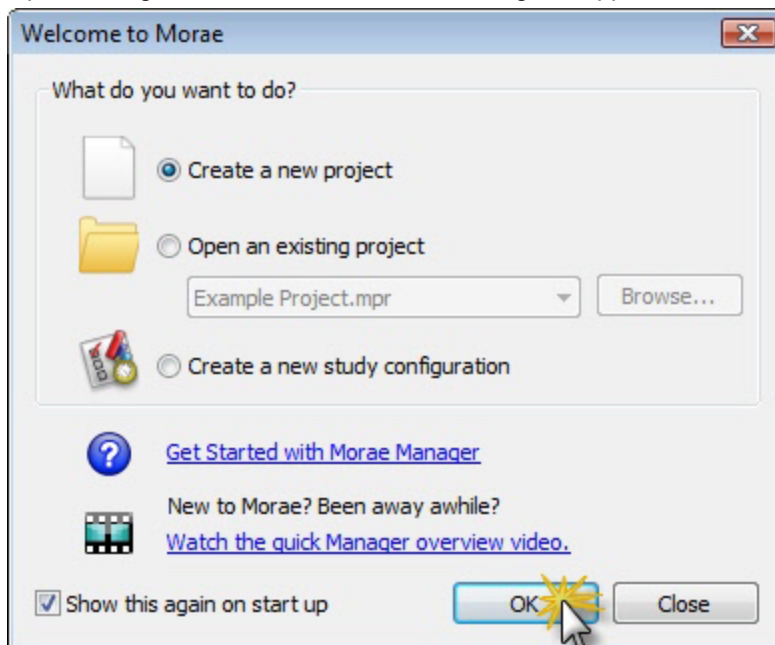 Welcome to Morae
What do you want to do?
Create a new project
Open an existing project
Example Project.mpr
Browse...
Create a new study configuration
Get Started with Morae Manager
New to Morae? Been away awhile?
Watch the quick Manager overview video.
Show this again on start up
OK
Close